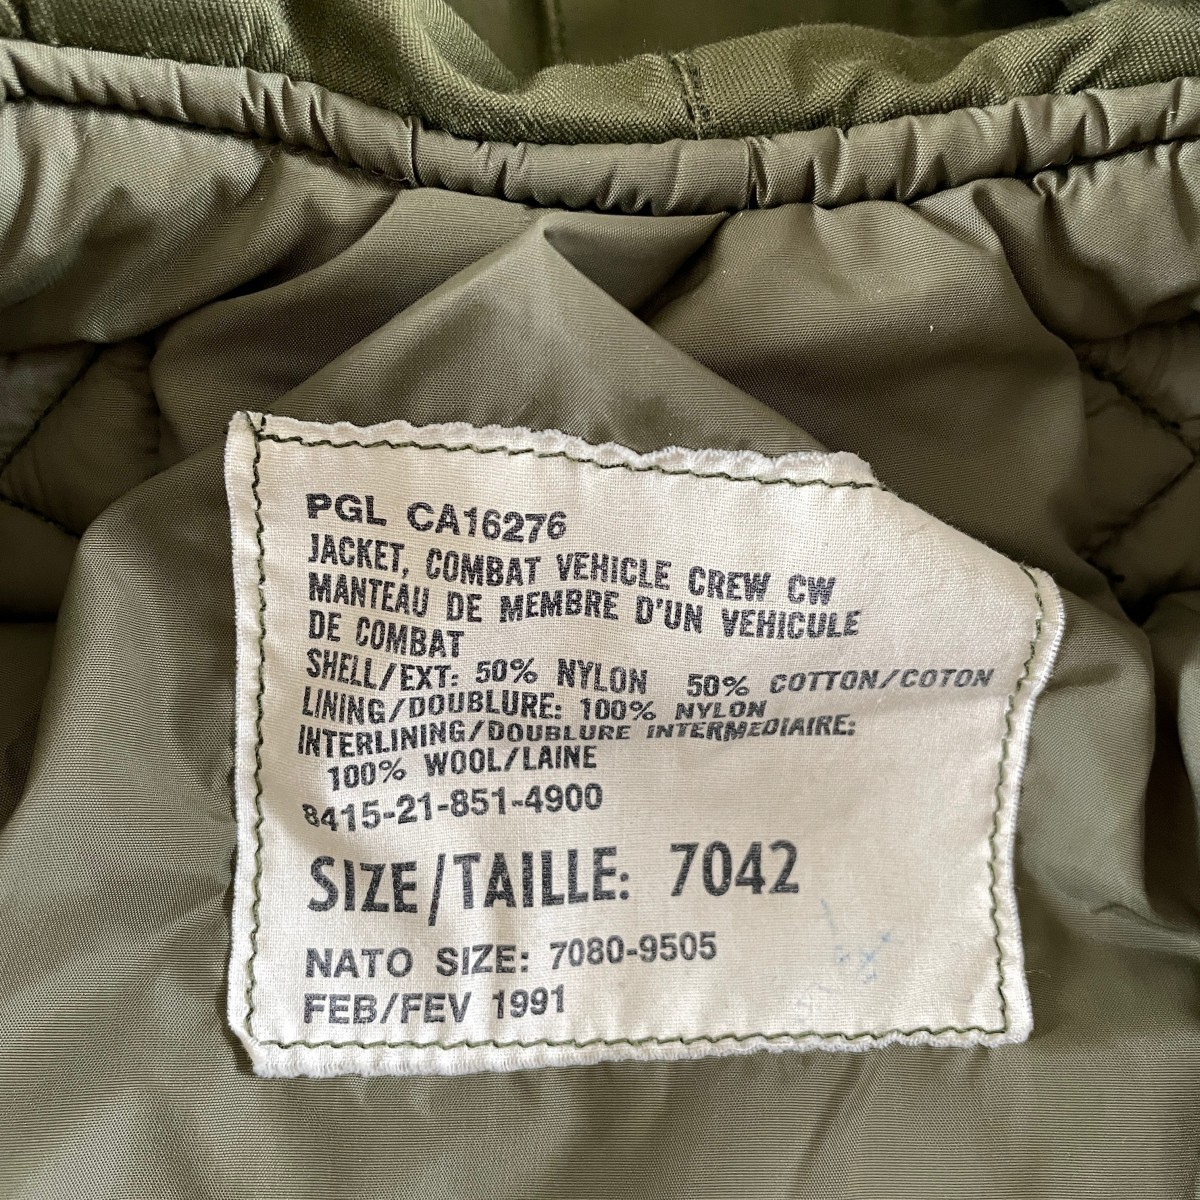 PGL CA16276
JACKET, COMBAT VEHICLE CREW CW
MANTEAU DE MEMBRE D'UN VEHICULE
DE COMBAT
SHELL/EXT: 50% NYLON 50% COTTON/COTON
LINING/DOUBLURE: 100% NYLON
INTERLINING/DOUBLURE INTERMEDIAIRE:
100% WOOL/LAINE
8415-21-851-4900
SIZE/TAILLE: 7042
NATO SIZE: 7080-9505
FEB/FEV 1991